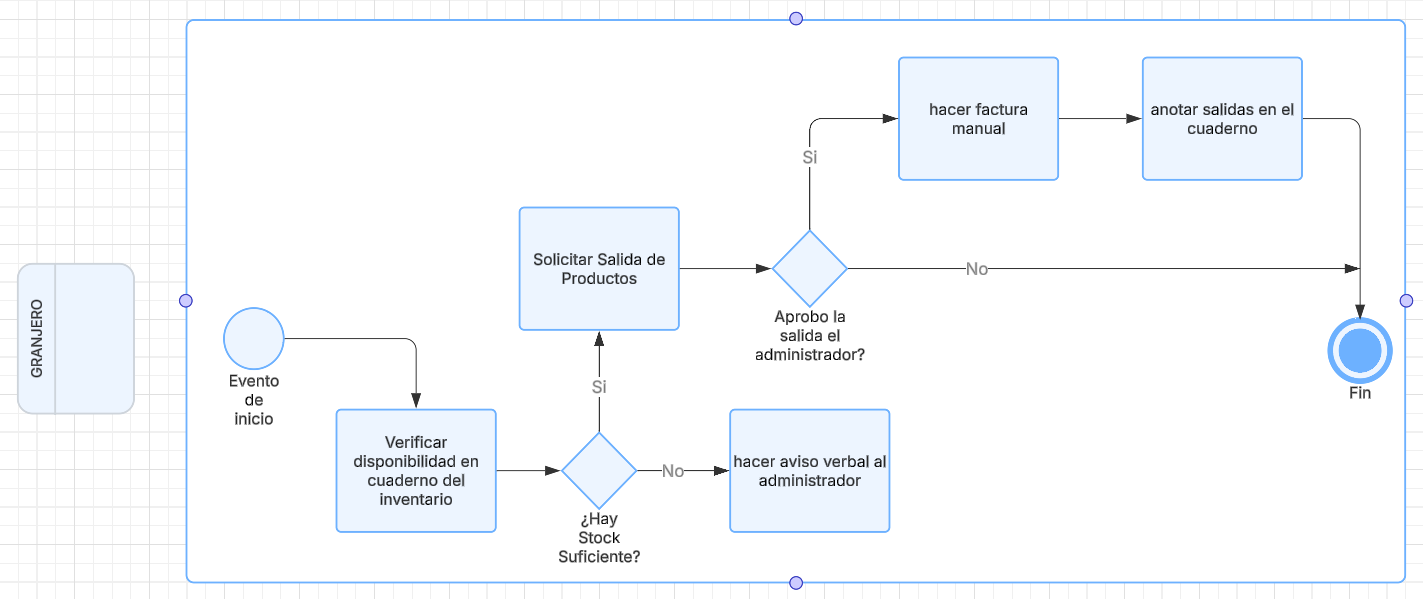 GRANJERO
Evento
de
inicio
Verificar
disponibilidad en
cuaderno del
inventario
¿Hay
Stock
Suficiente?
Si
No
hacer aviso verbal al
administrador
Solicitar Salida de
Productos
Aprobo la
salida el
administrador?
Si
No
hacer factura
manual
anotar salidas en el
cuaderno
Fin